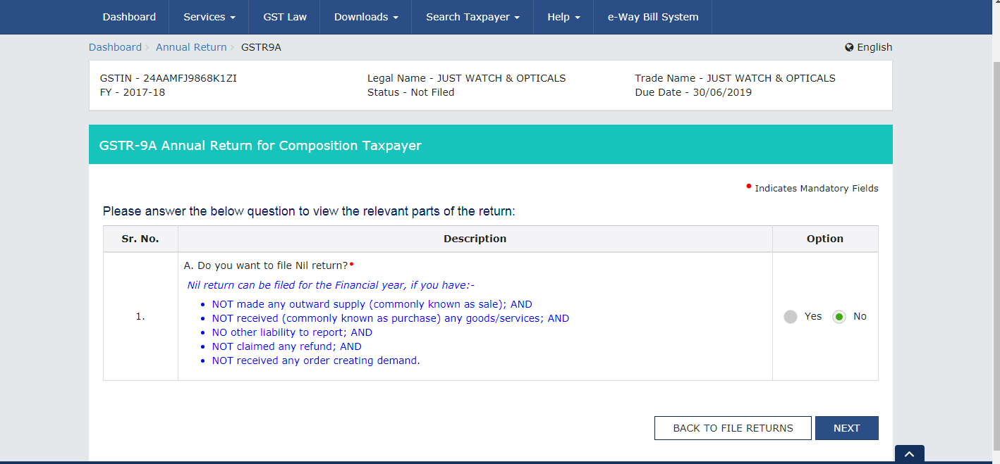 Dashboard Services GST Law Downloads Search Taxpayer Help e-Way Bill System
Dashboard › Annual Return › GSTR9A English
GSTIN - 24AAMFJ9868K1ZI Legal Name - JUST WATCH & OPTICALS Trade Name - JUST WATCH & OPTICALS
FY - 2017-18 Status - Not Filed Due Date - 30/06/2019
GSTR-9A Annual Return for Composition Taxpayer
• Indicates Mandatory Fields
Please answer the below question to view the relevant parts of the return:
Sr. No. Description Option
A. Do you want to file Nil return?•
Nil return can be filed for the Financial year, if you have:-
• NOT made any outward supply (commonly known as sale); AND
1. Yes No
• NOT received (commonly known as purchase) any goods/services; AND
• NO other liability to report; AND
• NOT claimed any refund; AND
• NOT received any order creating demand.
BACK TO FILE RETURNS NEXT